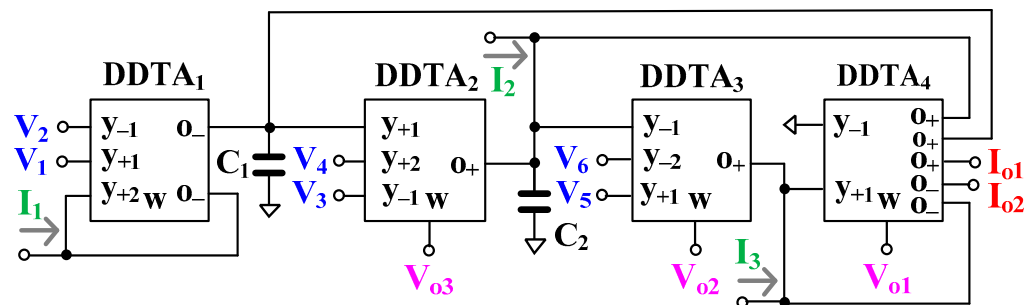 DDTA₁
V₂
V₁
I₁
y₋₁
y₊₁
y₊₂
w
o₋
o₋
C₁
DDTA₂
V₄
V₃
y₊₁
y₊₂
y₋₁
w
o₊
Vₒ₃
I₂
C₂
DDTA₃
V₆
V₅
y₋₁
y₋₂
y₊₁
w
o₊
Vₒ₂
I₃
DDTA₄
y₋₁
y₊₁
w
o₊
o₊
o₊
o₋
o₋
Iₒ₁
Iₒ₂
Vₒ₁